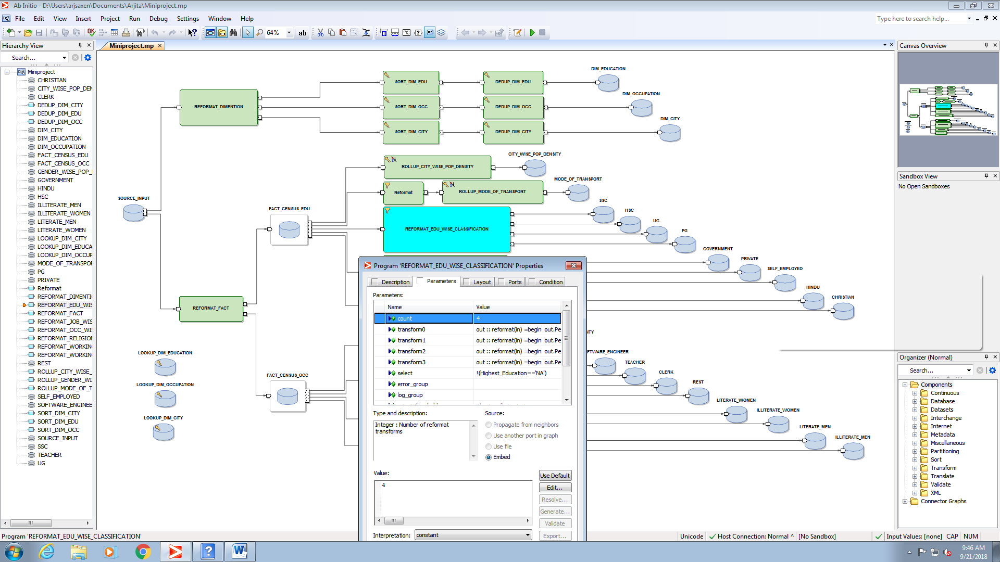 Ab Initio - D:\Users\arjsaxen\Documents\Arjita\Miniproject.mp
File Edit View Insert Project Run Debug Settings Window Help
Type here to search help...
64%
ab
Hierarchy View
Miniproject.mp
Canvas Overview
Search...
Miniproject
CHRISTIAN
CITY_WISE_POP_DEN
CLERK
DEDUP_DIM_CITY
DEDUP_DIM_EDU
DEDUP_DIM_OCC
DIM_CITY
DIM_EDUCATION
DIM_OCCUPATION
FACT_CENSUS_EDU
FACT_CENSUS_OCC
GENDER_WISE_POP_
GOVERNMENT
HINDU
HSC
ILLITERATE_MEN
ILLITERATE_WOMEN
LITERATE_MEN
LITERATE_WOMEN
LOOKUP_DIM_CITY
LOOKUP_DIM_EDUCA
LOOKUP_DIM_OCCUP
MODE_OF_TRANSPOR
PG
PRIVATE
Reformat
REFORMAT_DIMENTI
REFORMAT_EDU_WIS
REFORMAT_FACT
REFORMAT_JOB_WIS
REFORMAT_OCC_WIS
REFORMAT_RELIGION
REFORMAT_WORKING
REFORMAT_WORKING
REST
ROLLUP_CITY_WISE_
ROLLUP_GENDER_WI
ROLLUP_MODE_OF_T
SELF_EMPLOYED
SOFTWARE_ENGINEE
SORT_DIM_CITY
SORT_DIM_EDU
SORT_DIM_OCC
SOURCE_INPUT
SSC
TEACHER
UG
SOURCE_INPUT
REFORMAT_DIMENTION
SORT_DIM_EDU
DEDUP_DIM_EDU
DIM_EDUCATION
SORT_DIM_OCC
DEDUP_DIM_OCC
DIM_OCCUPATION
SORT_DIM_CITY
DEDUP_DIM_CITY
DIM_CITY
ROLLUP_CITY_WISE_POP_DENSITY
CITY_WISE_POP_DENSITY
Reformat
ROLLUP_MODE_OF_TRANSPORT
MODE_OF_TRANSPORT
FACT_CENSUS_EDU
REFORMAT_EDU_WISE_CLASSIFICATION
SSC
HSC
UG
PG
GOVERNMENT
PRIVATE
SELF_EMPLOYED
HINDU
CHRISTIAN
REFORMAT_FACT
FACT_CENSUS_OCC
LOOKUP_DIM_EDUCATION
LOOKUP_DIM_OCCUPATION
LOOKUP_DIM_CITY
ITY
FTWARE_ENGINEER
TEACHER
CLERK
REST
LITERATE_WOMEN
ILLITERATE_WOMEN
LITERATE_MEN
ILLITERATE_MEN
Program 'REFORMAT_EDU_WISE_CLASSIFICATION' Properties
Description Parameters Layout Ports Condition
Parameters:
Name Value
count 4
transform0 out :: reformat(in) =begin out.Pe
transform1 out :: reformat(in) =begin out.Pe
transform2 out :: reformat(in) =begin out.Pe
transform3 out :: reformat(in) =begin out.Pe
select !(Highest_Education=='NA')
error_group
log_group
Type and description:
Integer : Number of reformat
transforms
Source:
Propagate from neighbors
Use another port in graph
Use file
Embed
Value:
4
Use Default
Edit...
Resolve...
Generate...
Validate
Export...
Interpretation: constant
Sandbox View
No Open Sandboxes
Organizer (Normal)
Search...
Components
Continuous
Database
Datasets
Interchange
Internet
Metadata
Miscellaneous
Partitioning
Sort
Transform
Translate
Validate
XML
Connector Graphs
Program 'REFORMAT_EDU_WISE_CLASSIFICATION'
Unicode Host Connection: Normal ^ [No Sandbox] Input Values: [none] CAP NUM
9:46 AM
9/21/2018